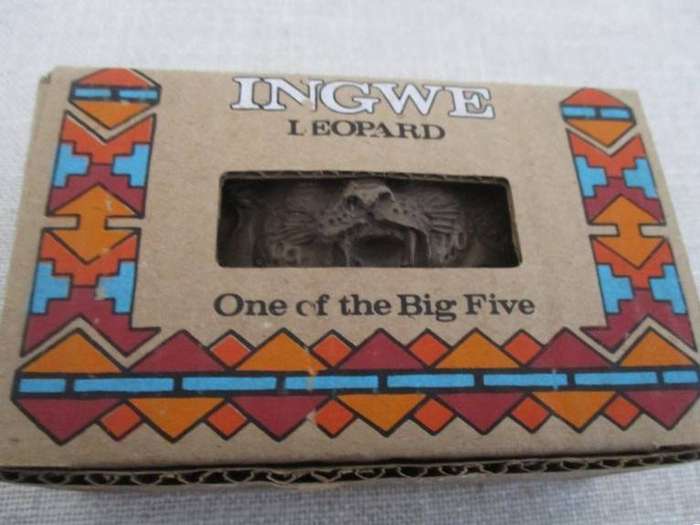 INGWE
LEOPARD
One of the Big Five